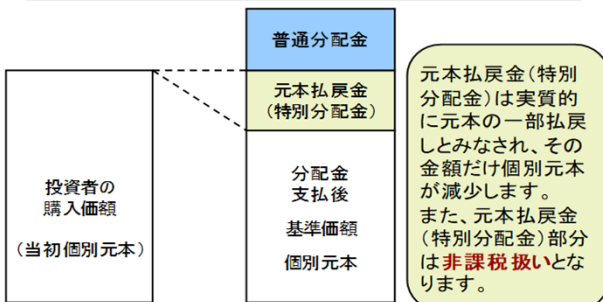 普通分配金
元本払戻金
(特別分配金)
投資者の
購入価額
(当初個別元本)
分配金
支払後
基準価額
個別元本
元本払戻金(特別
分配金)は実質的
に元本の一部払戻
しとみなされ、その
金額だけ個別元本
が減少します。
また、元本払戻金
(特別分配金)部分
は非課税扱いとな
ります。